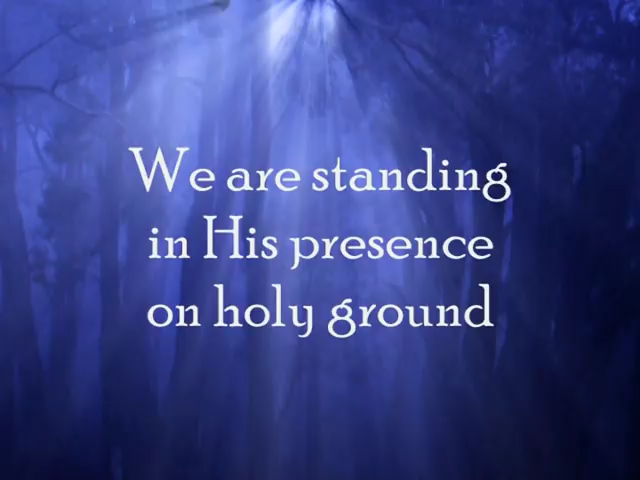 We are standing
in His presence
on holy ground